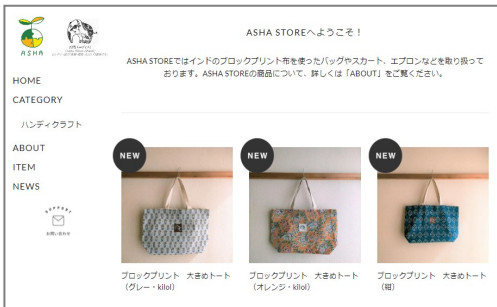 ASHA
HOME
CATEGORY
ハンディクラフト
ABOUT
ITEM
NEWS
SUPPORT
お問い合わせ
ASHA STOREへようこそ！
ASHA STOREではインドのブロックプリント布を使ったバッグやスカート、エプロンなどを取り扱って
おります。ASHA STOREの商品について、詳しくは「ABOUT」をご覧ください。
NEW
NEW
NEW
ブロックプリント　大きめトート
（グレー・kilol）
ブロックプリント　大きめトート
（オレンジ・kilol）
ブロックプリント　大きめトート
（紺）